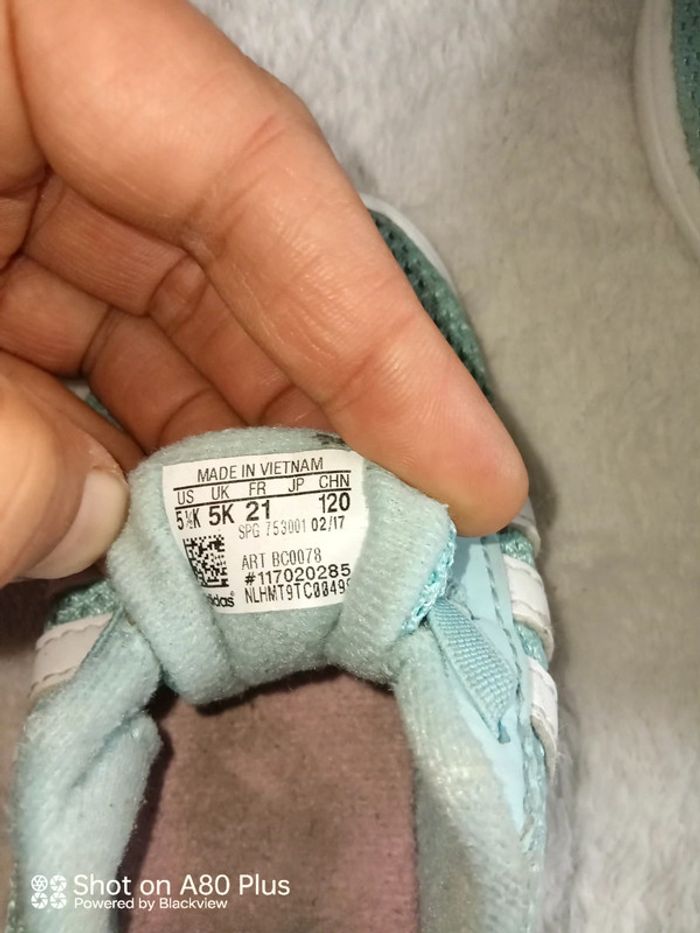 MADE IN VIETNAM
US UK FR JP CHN
5½K 5K 21 120
SPG 753001 02/17
ART BC0078
#117020285
NLHMT9TC0049
Shot on A80 Plus
Powered by Blackview